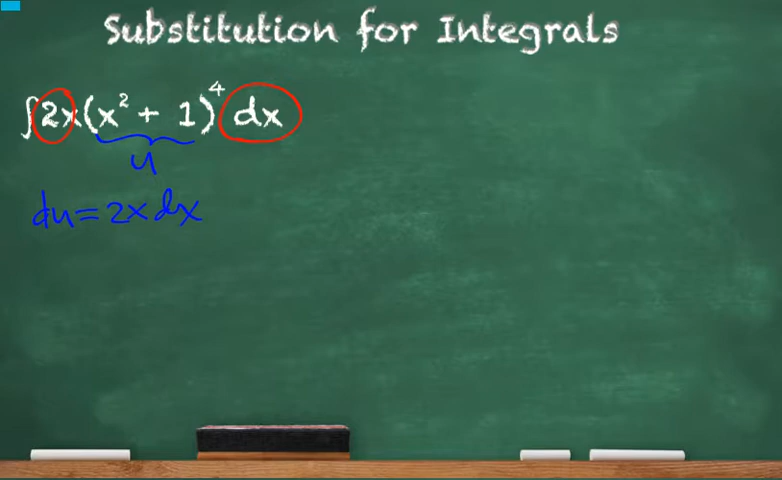 Substitution for Integrals
∫2x(x² + 1)⁴ dx
u
du = 2x dx